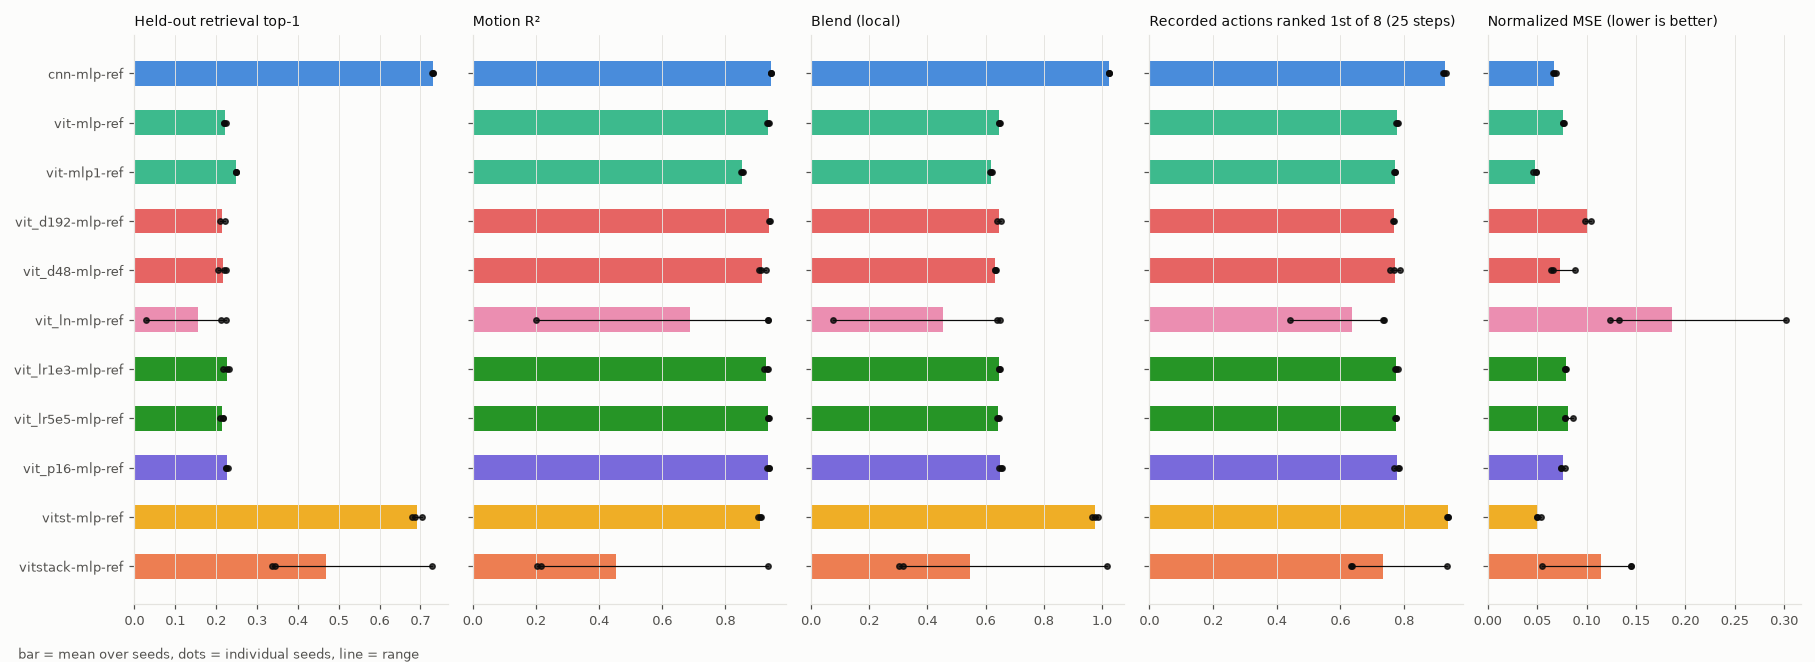 Held-out retrieval top-1
Motion R²
Blend (local)
Recorded actions ranked 1st of 8 (25 steps)
Normalized MSE (lower is better)
cnn-mlp-ref
vit-mlp-ref
vit-mlp1-ref
vit_d192-mlp-ref
vit_d48-mlp-ref
vit_ln-mlp-ref
vit_lr1e3-mlp-ref
vit_lr5e5-mlp-ref
vit_p16-mlp-ref
vitst-mlp-ref
vitstack-mlp-ref
0.0 0.1 0.2 0.3 0.4 0.5 0.6 0.7
0.0 0.2 0.4 0.6 0.8
0.0 0.2 0.4 0.6 0.8 1.0
0.0 0.2 0.4 0.6 0.8
0.00 0.05 0.10 0.15 0.20 0.25 0.30
bar = mean over seeds, dots = individual seeds, line = range